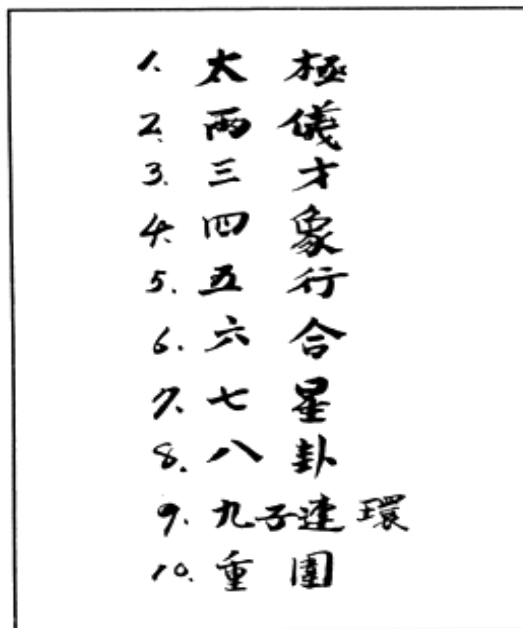 1. 太極
2. 兩儀
3. 三才
4. 四象
5. 五行
6. 六合
7. 七星
8. 八卦
9. 九子連環
10. 重圍